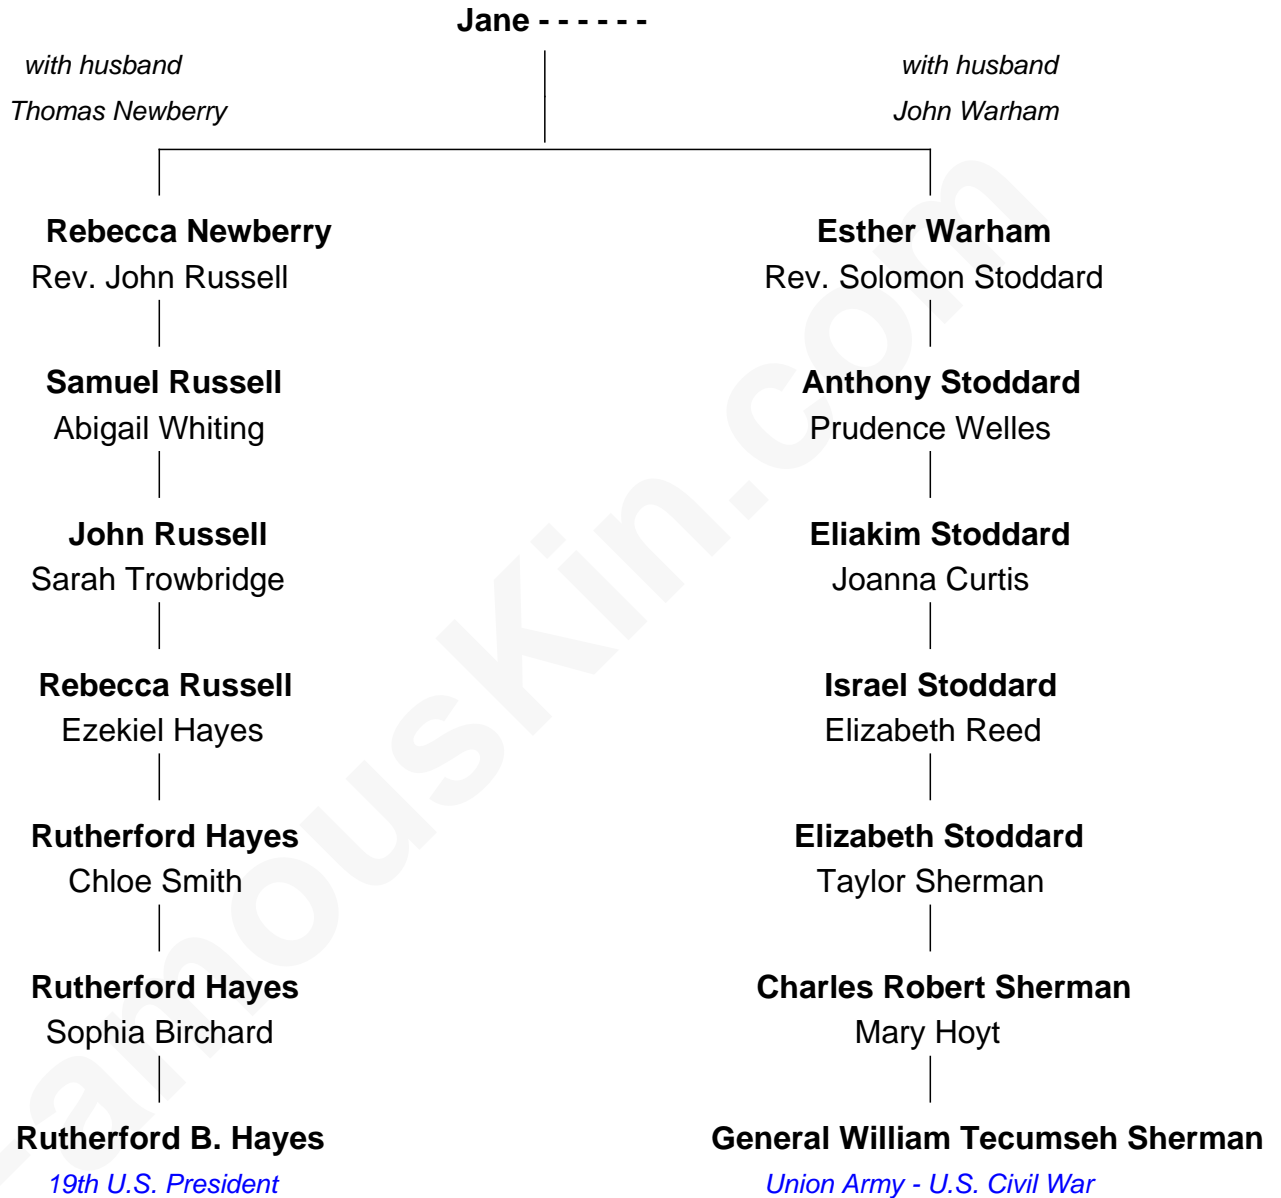 Jane - - - - - -
with husband
Thomas Newberry
with husband
John Warham
Rebecca Newberry
Rev. John Russell
Esther Warham
Rev. Solomon Stoddard
Samuel Russell
Abigail Whiting
Anthony Stoddard
Prudence Welles
John Russell
Sarah Trowbridge
Eliakim Stoddard
Joanna Curtis
Rebecca Russell
Ezekiel Hayes
Israel Stoddard
Elizabeth Reed
Rutherford Hayes
Chloe Smith
Elizabeth Stoddard
Taylor Sherman
Rutherford Hayes
Sophia Birchard
Charles Robert Sherman
Mary Hoyt
Rutherford B. Hayes
19th U.S. President
General William Tecumseh Sherman
Union Army - U.S. Civil War
FamousKin.com